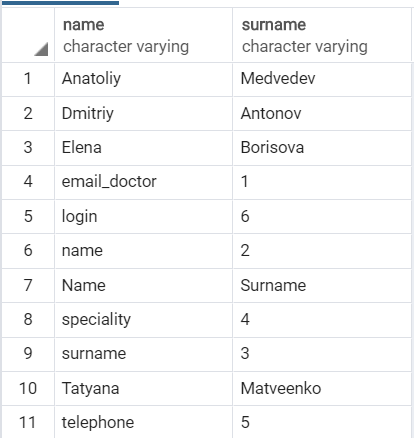 name surname
character varying character varying
1 Anatoliy Medvedev
2 Dmitriy Antonov
3 Elena Borisova
4 email_doctor 1
5 login 6
6 name 2
7 Name Surname
8 speciality 4
9 surname 3
10 Tatyana Matveenko
11 telephone 5